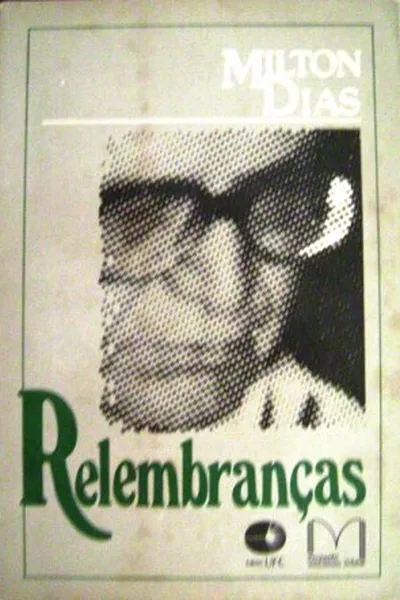 MILTON
DIAS
Relembranças
UFC